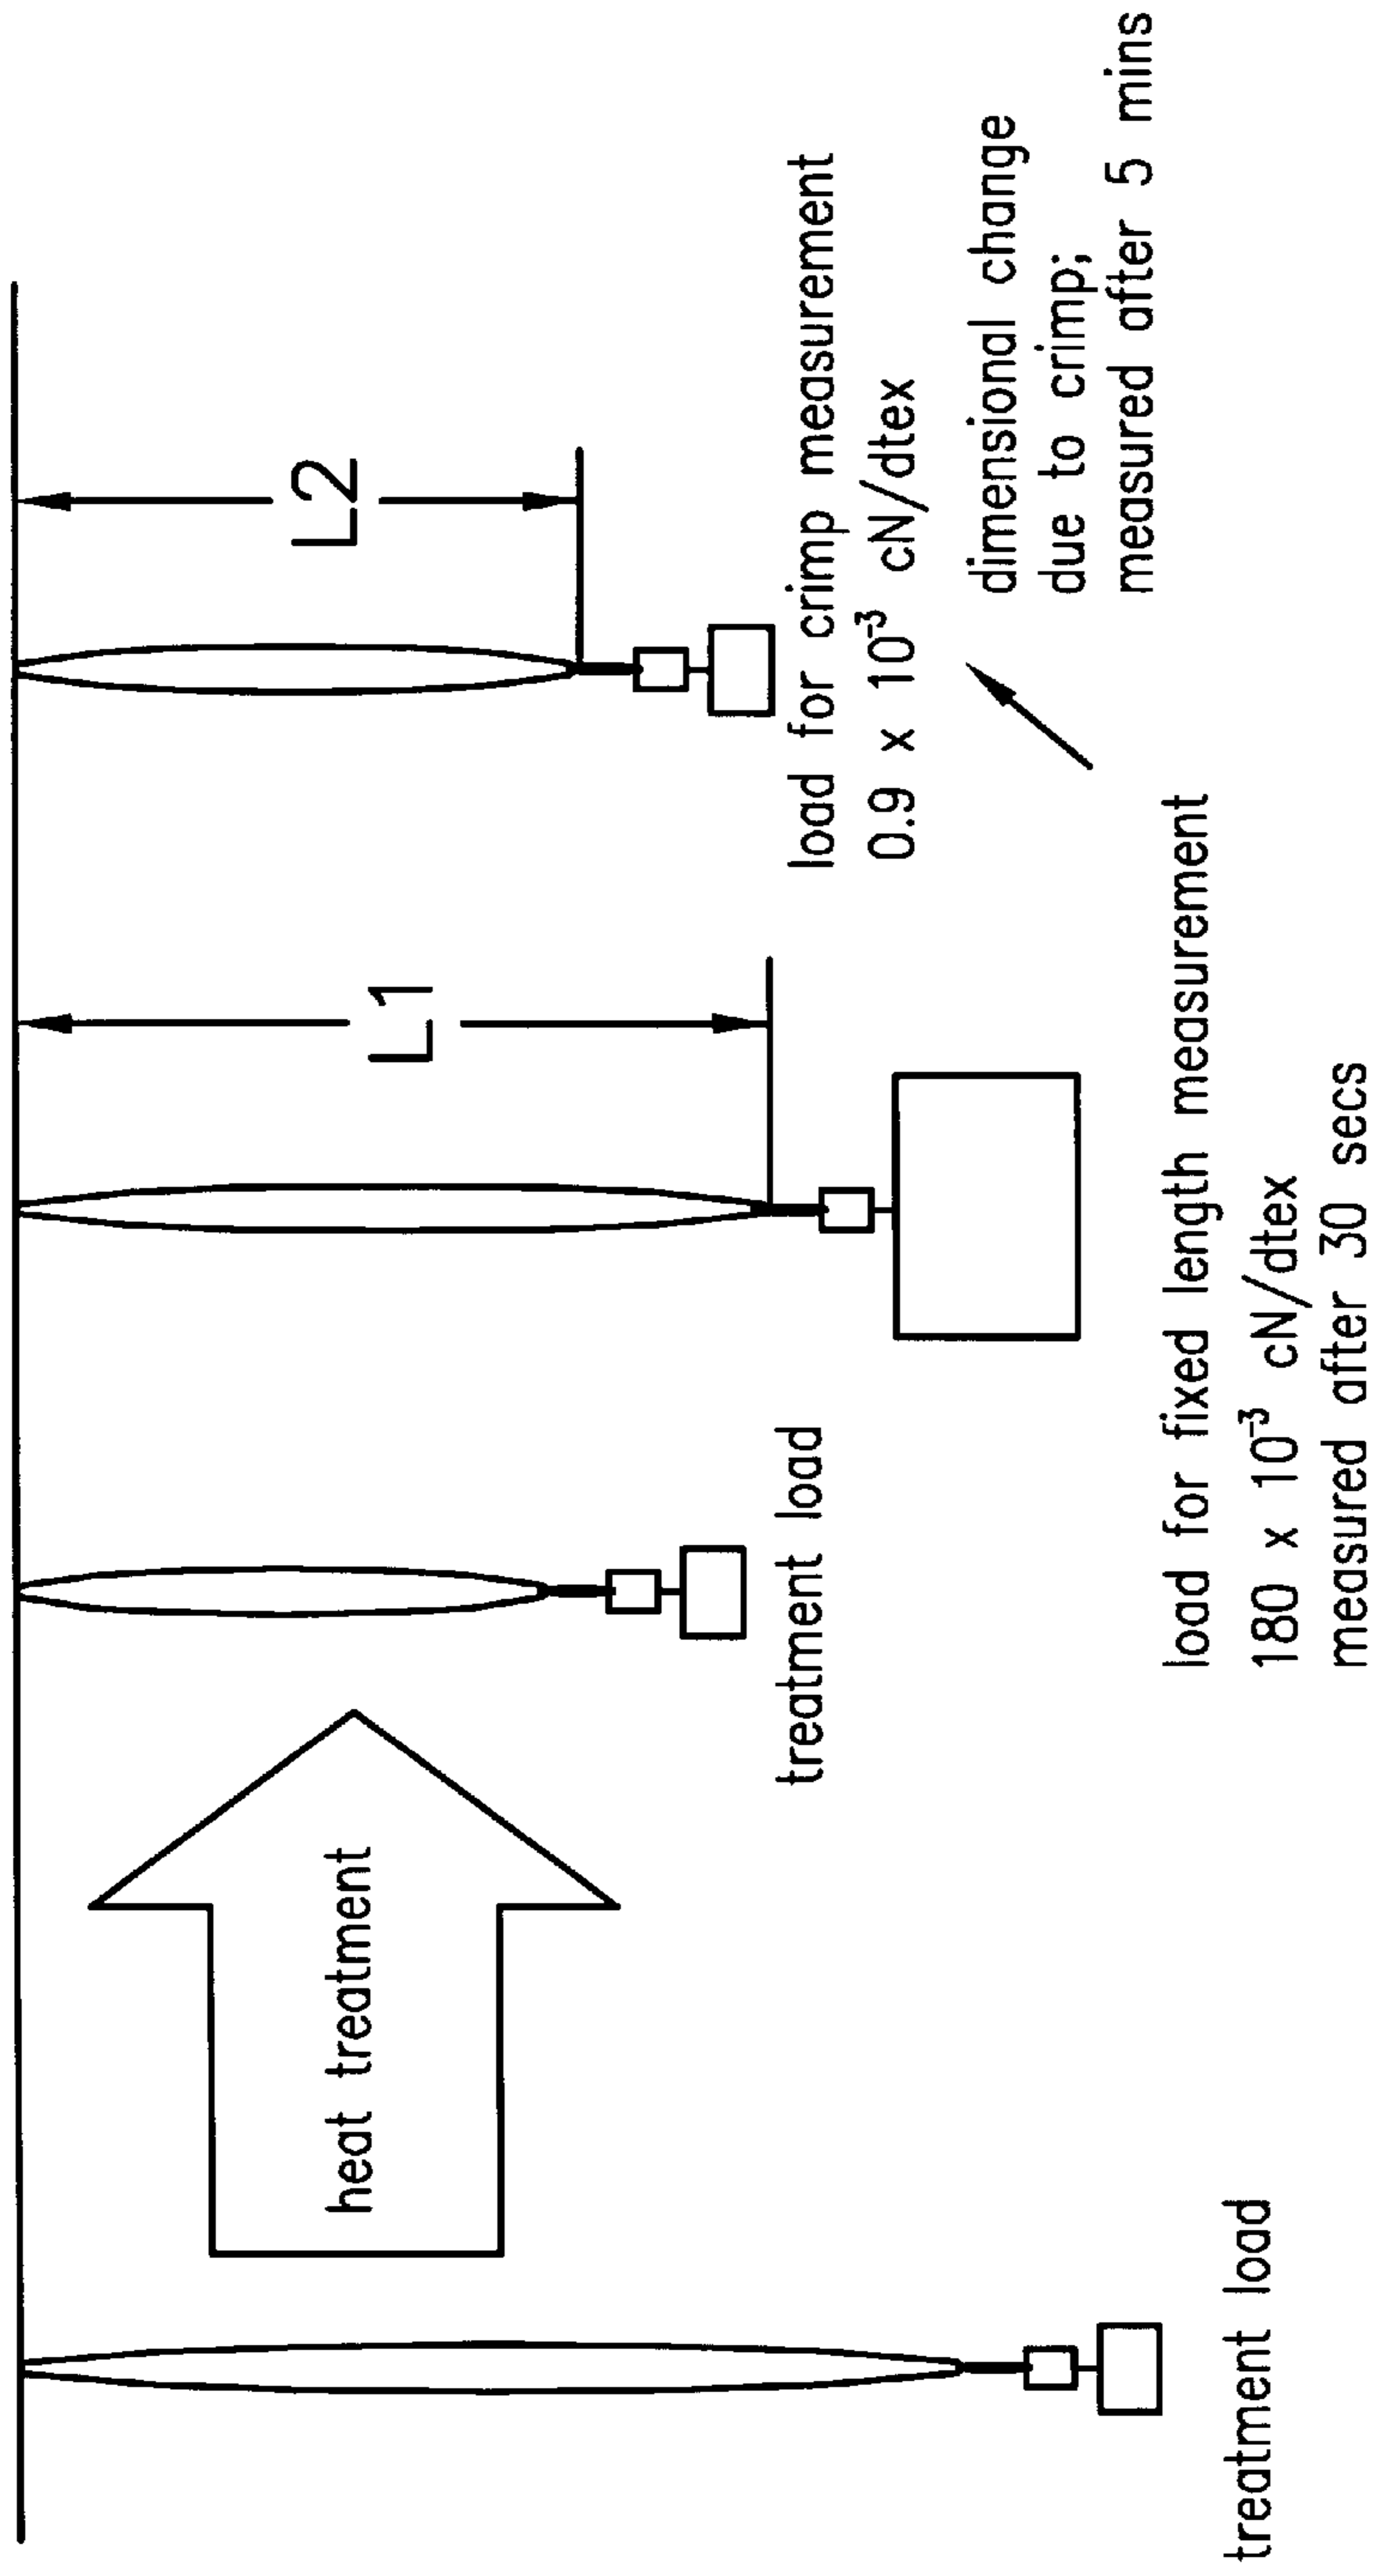 treatment load
heat treatment
treatment load
L1
load for fixed length measurement
180 x 10⁻³ cN/dtex
measured after 30 secs
L2
load for crimp measurement
0.9 x 10⁻³ cN/dtex
dimensional change
due to crimp;
measured after 5 mins